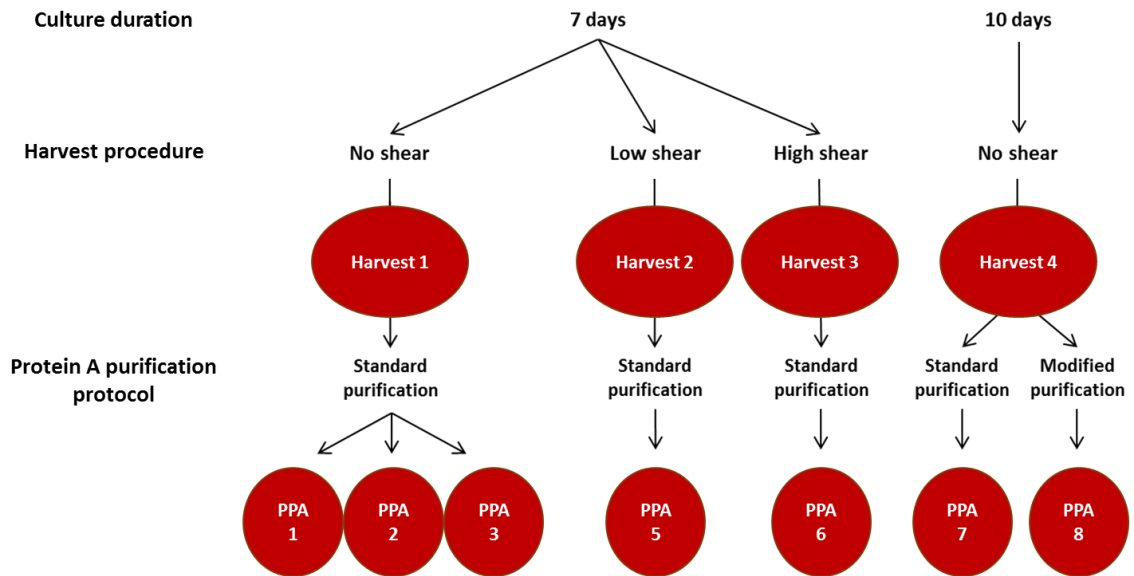 Culture duration
7 days
10 days
Harvest procedure
No shear
Low shear
High shear
No shear
Harvest 1
Harvest 2
Harvest 3
Harvest 4
Protein A purification
protocol
Standard
purification
Standard
purification
Standard
purification
Standard
purification
Modified
purification
PPA
1
PPA
2
PPA
3
PPA
5
PPA
6
PPA
7
PPA
8